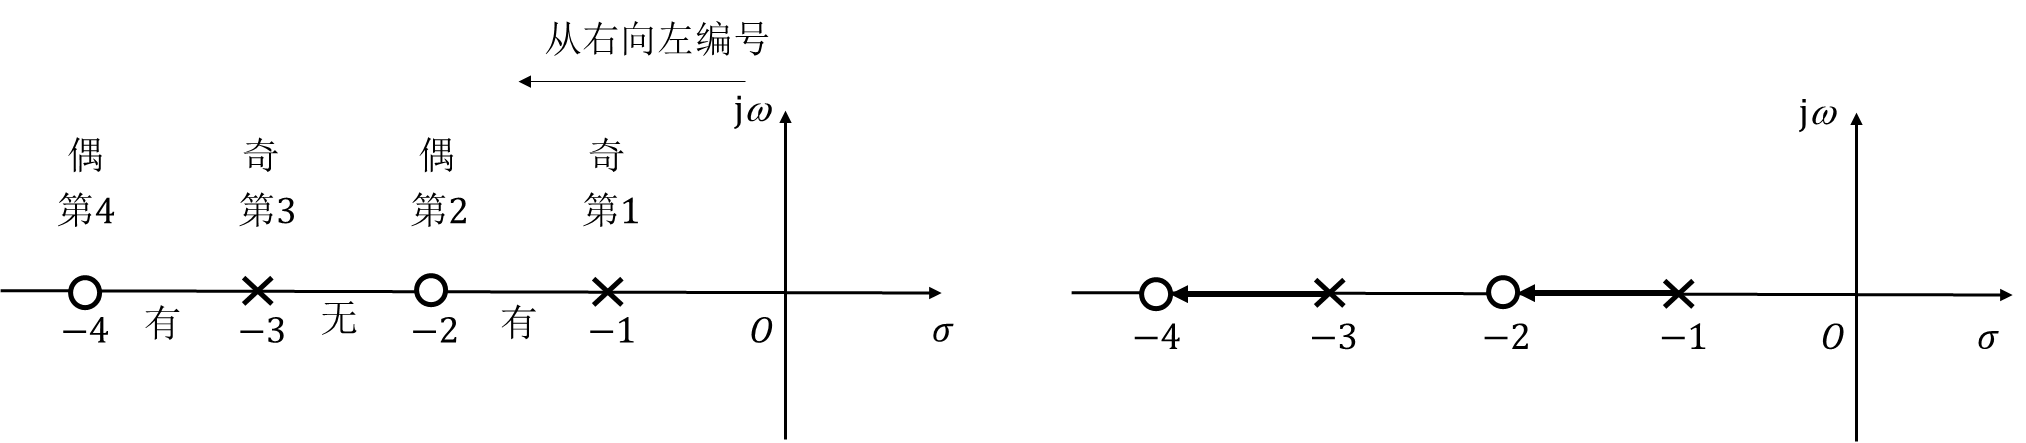 从右向左编号
jω
偶 奇 偶 奇
第4 第3 第2 第1
有 无 有
−4 −3 −2 −1 O σ
jω
−4 −3 −2 −1 O σ